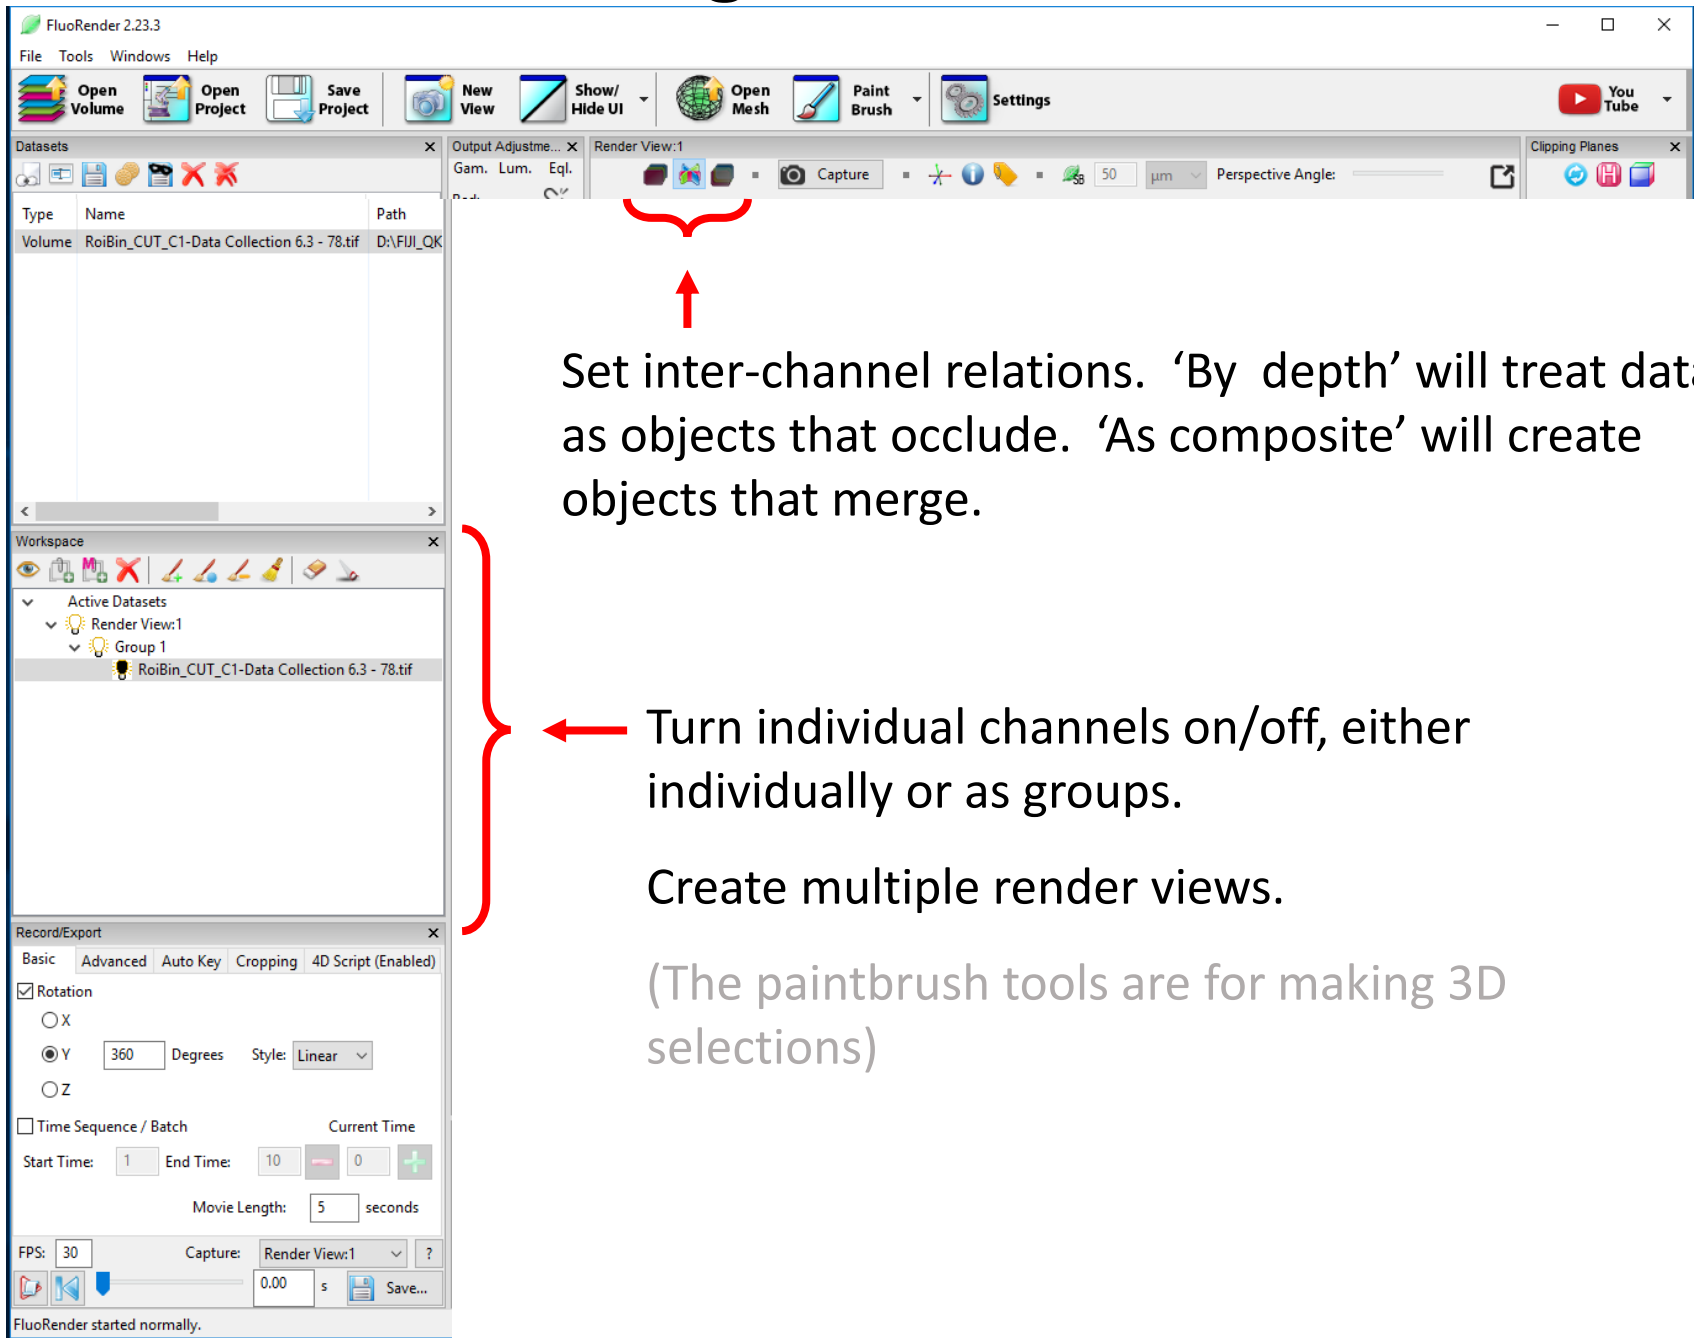 FluoRender 2.23.3
File Tools Windows Help
Open Volume
Open Project
Save Project
New View
Show/ Hide UI
Open Mesh
Paint Brush
Settings
You Tube
Datasets
Output Adjustme...
Render View:1
Clipping Planes
Gam. Lum. Eql.
Capture
SB
50
µm
Perspective Angle:
Type Name Path
Volume RoiBin_CUT_C1-Data Collection 6.3 - 78.tif D:\FIJI_QK
Set inter-channel relations. ‘By depth’ will treat data
as objects that occlude. ‘As composite’ will create
objects that merge.
Workspace
Active Datasets
Render View:1
Group 1
RoiBin_CUT_C1-Data Collection 6.3 - 78.tif
Turn individual channels on/off, either
individually or as groups.
Create multiple render views.
(The paintbrush tools are for making 3D
selections)
Record/Export
Basic Advanced Auto Key Cropping 4D Script (Enabled)
Rotation
X
Y 360 Degrees Style: Linear
Z
Time Sequence / Batch Current Time
Start Time: 1 End Time: 10 0
Movie Length: 5 seconds
FPS: 30 Capture: Render View:1 ?
0.00 s Save...
FluoRender started normally.